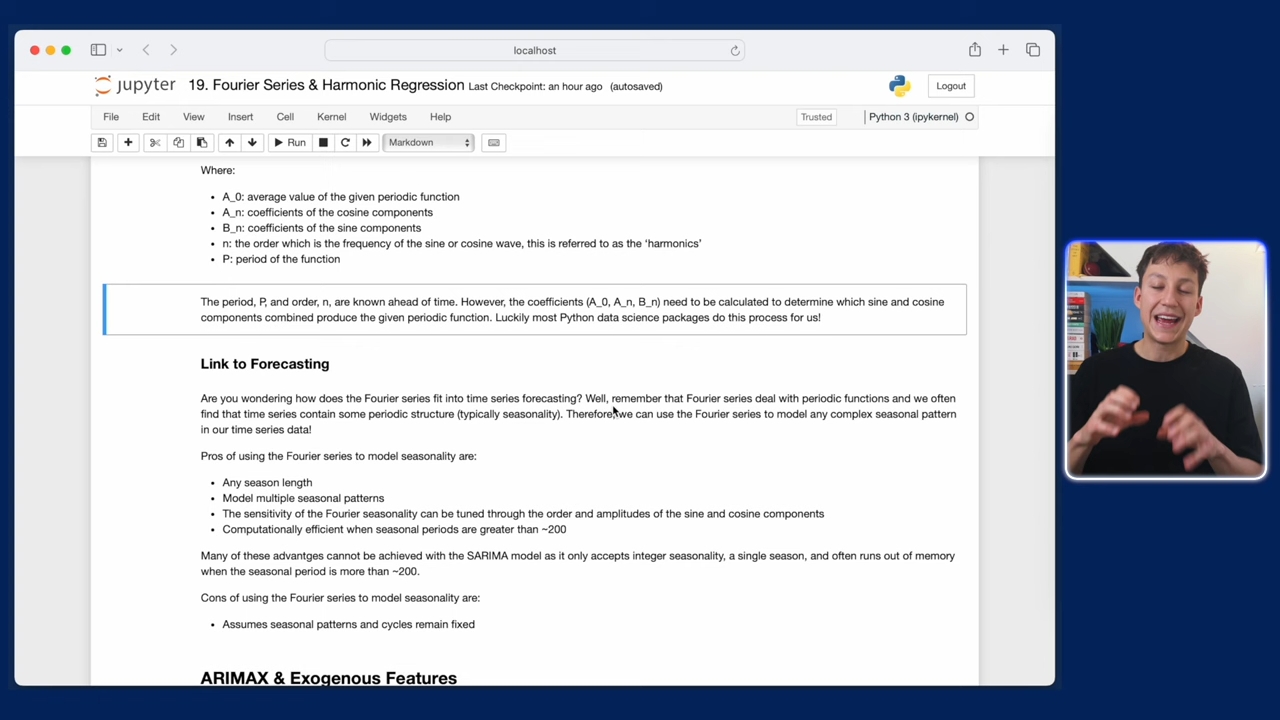 localhost
jupyter 19. Fourier Series & Harmonic Regression Last Checkpoint: an hour ago (autosaved)
Logout
File Edit View Insert Cell Kernel Widgets Help
Trusted
Python 3 (ipykernel)
Run
Markdown
Where:
• A_0: average value of the given periodic function
• A_n: coefficients of the cosine components
• B_n: coefficients of the sine components
• n: the order which is the frequency of the sine or cosine wave, this is referred to as the ‘harmonics’
• P: period of the function
The period, P, and order, n, are known ahead of time. However, the coefficients (A_0, A_n, B_n) need to be calculated to determine which sine and cosine
components combined produce the given periodic function. Luckily most Python data science packages do this process for us!
Link to Forecasting
Are you wondering how does the Fourier series fit into time series forecasting? Well, remember that Fourier series deal with periodic functions and we often
find that time series contain some periodic structure (typically seasonality). Therefore, we can use the Fourier series to model any complex seasonal pattern
in our time series data!
Pros of using the Fourier series to model seasonality are:
• Any season length
• Model multiple seasonal patterns
• The sensitivity of the Fourier seasonality can be tuned through the order and amplitudes of the sine and cosine components
• Computationally efficient when seasonal periods are greater than ~200
Many of these advantges cannot be achieved with the SARIMA model as it only accepts integer seasonality, a single season, and often runs out of memory
when the seasonal period is more than ~200.
Cons of using the Fourier series to model seasonality are:
• Assumes seasonal patterns and cycles remain fixed
ARIMAX & Exogenous Features